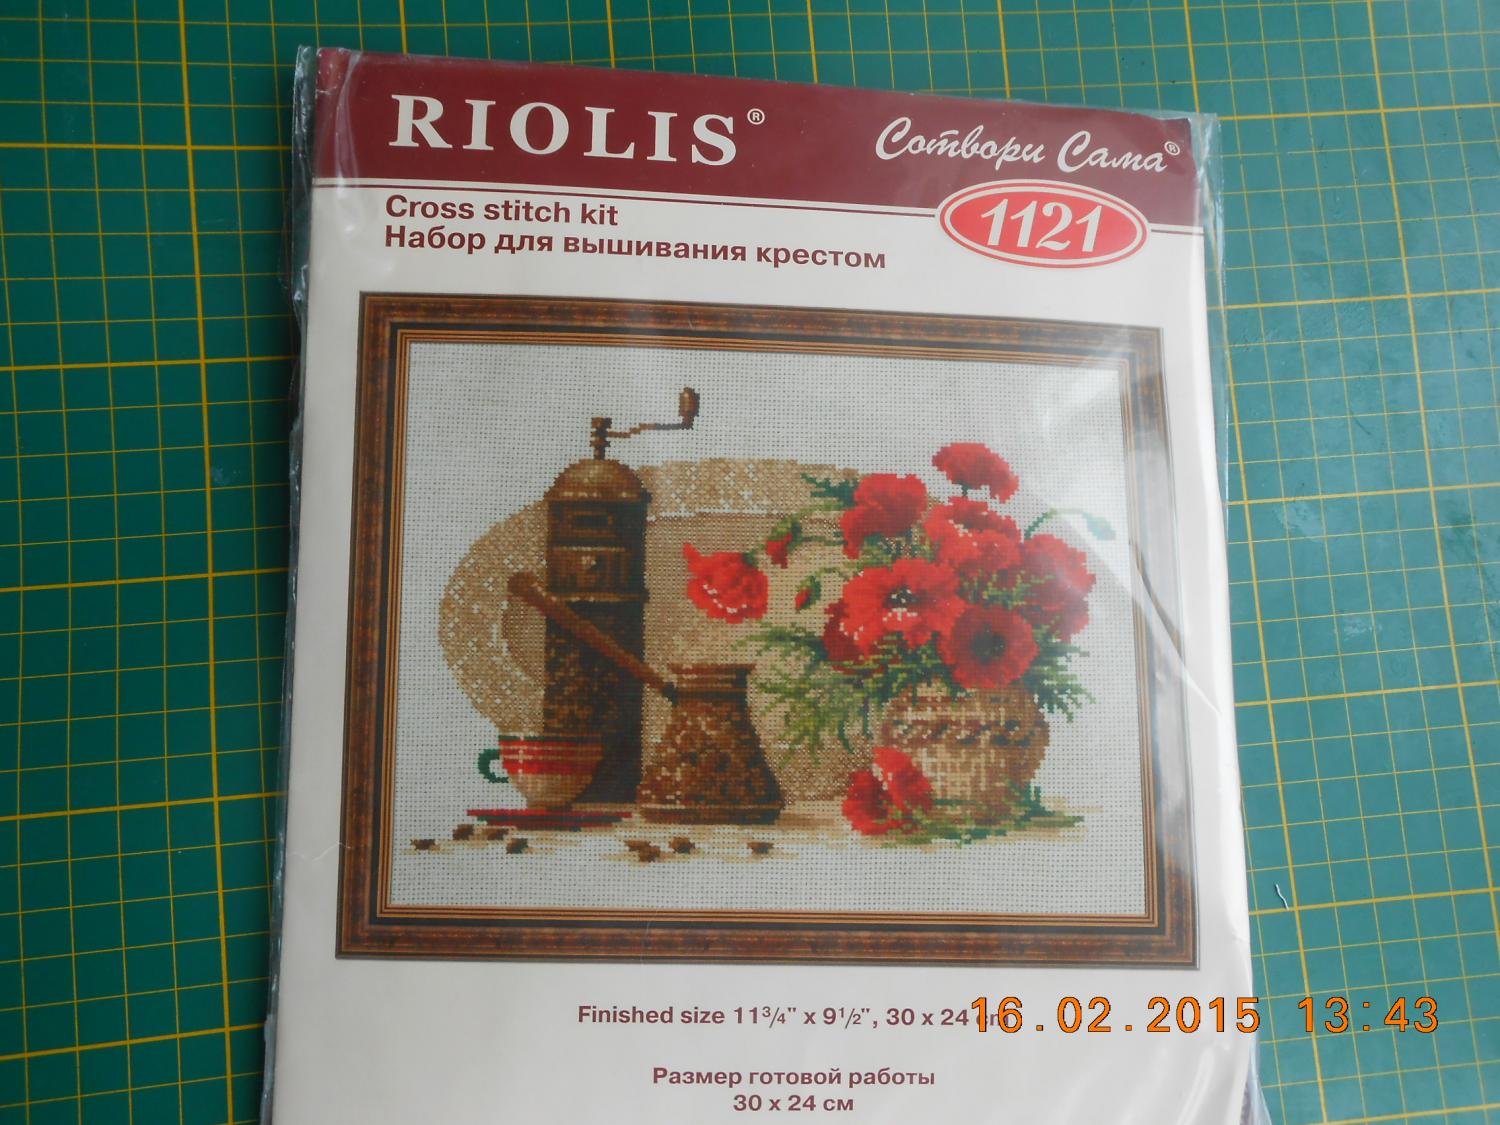 RIOLIS®
Сотвори Сама®
1121
Cross stitch kit
Набор для вышивания крестом
Finished size 11¾" x 9½", 30 x 24 cm
16.02.2015 13:43
Размер готовой работы
30 x 24 см